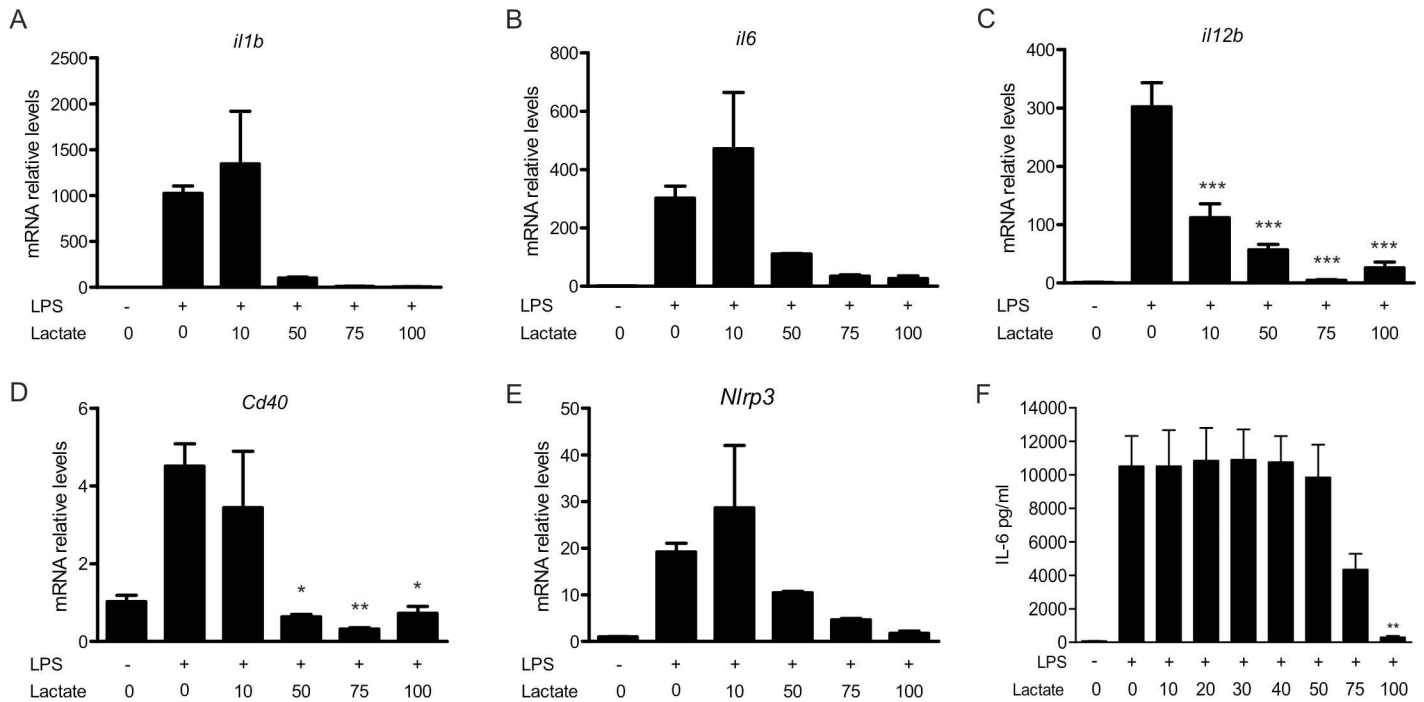 A
il1b
mRNA relative levels
2500
2000
1500
1000
500
0
LPS - + + + + +
Lactate 0 0 10 50 75 100
B
il6
mRNA relative levels
800
600
400
200
0
LPS - + + + + +
Lactate 0 0 10 50 75 100
C
il12b
mRNA relative levels
400
300
200
100
0
*** *** *** ***
LPS - + + + + +
Lactate 0 0 10 50 75 100
D
Cd40
mRNA relative levels
6
4
2
0
* ** *
LPS - + + + + +
Lactate 0 0 10 50 75 100
E
Nlrp3
mRNA relative levels
50
40
30
20
10
0
LPS - + + + + +
Lactate 0 0 10 50 75 100
F
IL-6 pg/ml
14000
12000
10000
8000
6000
4000
2000
0
**
LPS - + + + + + + + +
Lactate 0 0 10 20 30 40 50 75 100